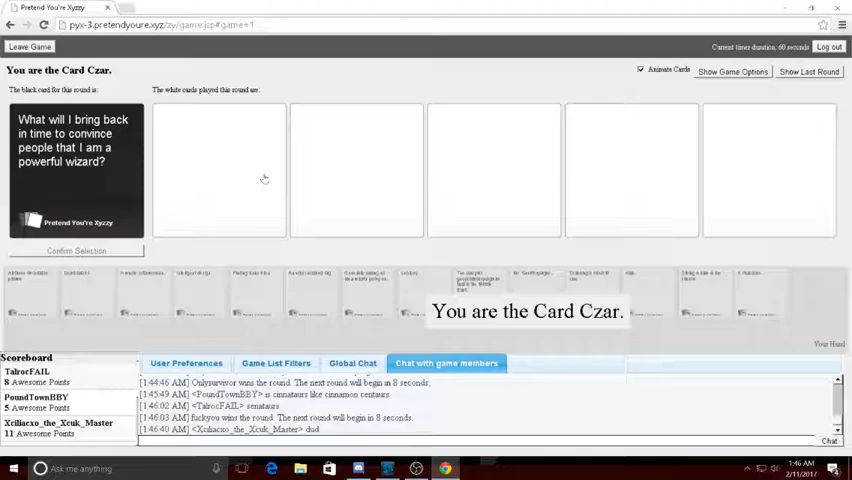 Pretend You're Xyzzy
pyx-3.pretendyoure.xyz/zy/game.jsp#game=1
Leave Game
Current timer duration: 60 seconds
Log out
You are the Card Czar.
Animate Cards
Show Game Options
Show Last Round
The black card for this round is:
The white cards played this round are:
What will I bring back
in time to convince
people that I am a
powerful wizard?
Pretend You're Xyzzy
Confirm Selection
You are the Card Czar.
Your Hand
Scoreboard
User Preferences
Game List Filters
Global Chat
Chat with game members
TalrocFAIL
8 Awesome Points
PoundTownBBY
5 Awesome Points
Xciliacxo_the_Xcuk_Master
11 Awesome Points
[1:44:46 AM] Onlysurvivor wins the round. The next round will begin in 8 seconds.
[1:45:49 AM] <PoundTownBBY> is cinnataurs like cinnamon centaurs
[1:46:02 AM] <TalrocFAIL> senataurs
[1:46:03 AM] fuckyou wins the round. The next round will begin in 8 seconds.
[1:46:40 AM] <Xciliacxo_the_Xcuk_Master> dud
Chat
Ask me anything
1:46 AM
2/11/2017